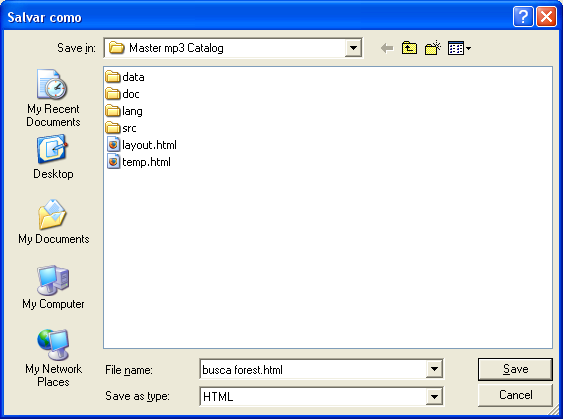 Salvar como
Save in:
Master mp3 Catalog
My Recent
Documents
Desktop
My Documents
My Computer
My Network
Places
data
doc
lang
src
layout.html
temp.html
File name:
busca forest.html
Save
Save as type:
HTML
Cancel